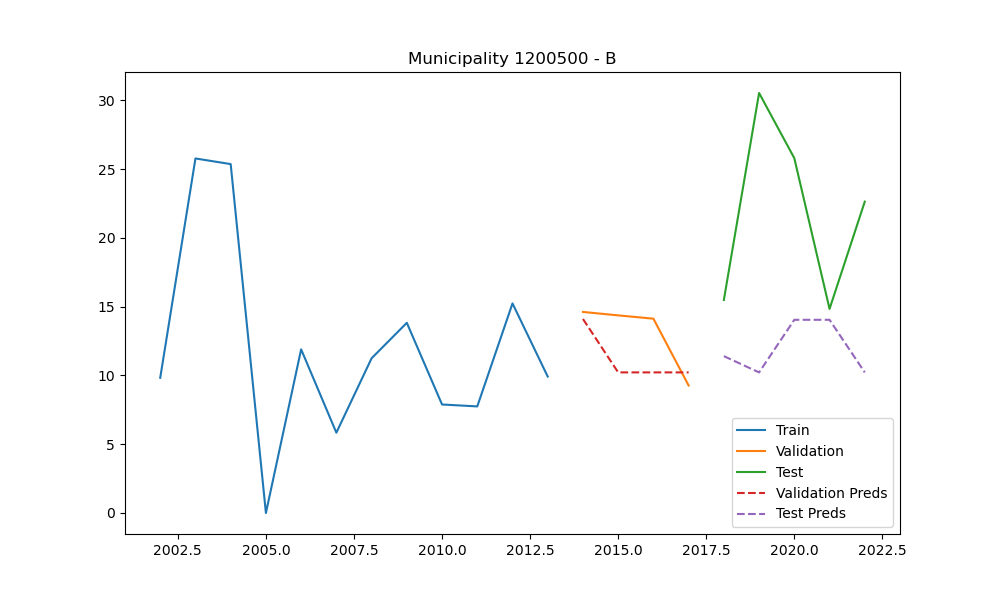 Municipality 1200500 - B
30
25
20
15
10
5
0
2002.5 2005.0 2007.5 2010.0 2012.5 2015.0 2017.5 2020.0 2022.5
Train
Validation
Test
Validation Preds
Test Preds